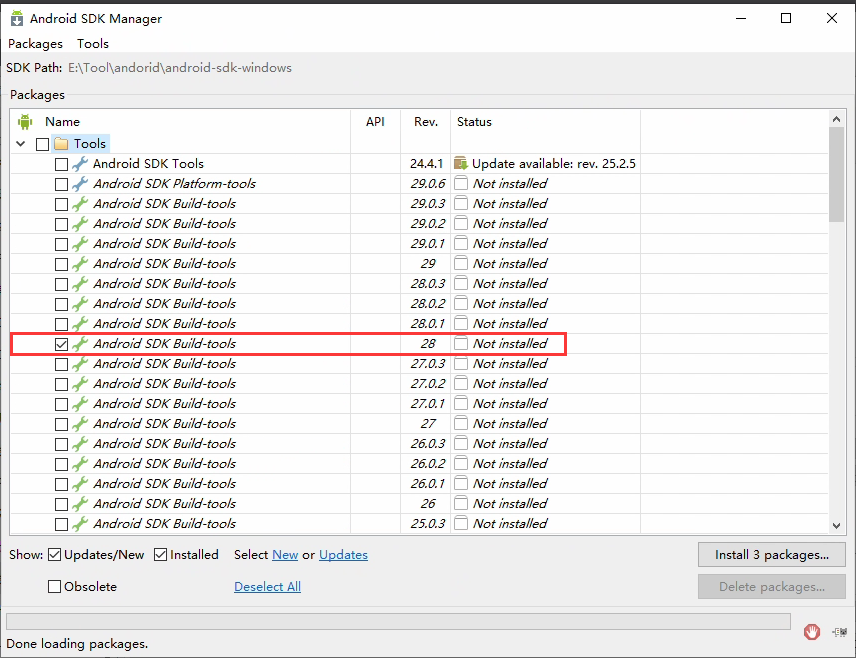 Android SDK Manager
Packages Tools
SDK Path: E:\Tool\andorid\android-sdk-windows
Packages
Name API Rev. Status
Tools
Android SDK Tools 24.4.1 Update available: rev. 25.2.5
Android SDK Platform-tools 29.0.6 Not installed
Android SDK Build-tools 29.0.3 Not installed
Android SDK Build-tools 29.0.2 Not installed
Android SDK Build-tools 29.0.1 Not installed
Android SDK Build-tools 29 Not installed
Android SDK Build-tools 28.0.3 Not installed
Android SDK Build-tools 28.0.2 Not installed
Android SDK Build-tools 28.0.1 Not installed
Android SDK Build-tools 28 Not installed
Android SDK Build-tools 27.0.3 Not installed
Android SDK Build-tools 27.0.2 Not installed
Android SDK Build-tools 27.0.1 Not installed
Android SDK Build-tools 27 Not installed
Android SDK Build-tools 26.0.3 Not installed
Android SDK Build-tools 26.0.2 Not installed
Android SDK Build-tools 26.0.1 Not installed
Android SDK Build-tools 26 Not installed
Android SDK Build-tools 25.0.3 Not installed
Show: Updates/New Installed Select New or Updates Install 3 packages...
Obsolete Deselect All Delete packages...
Done loading packages.